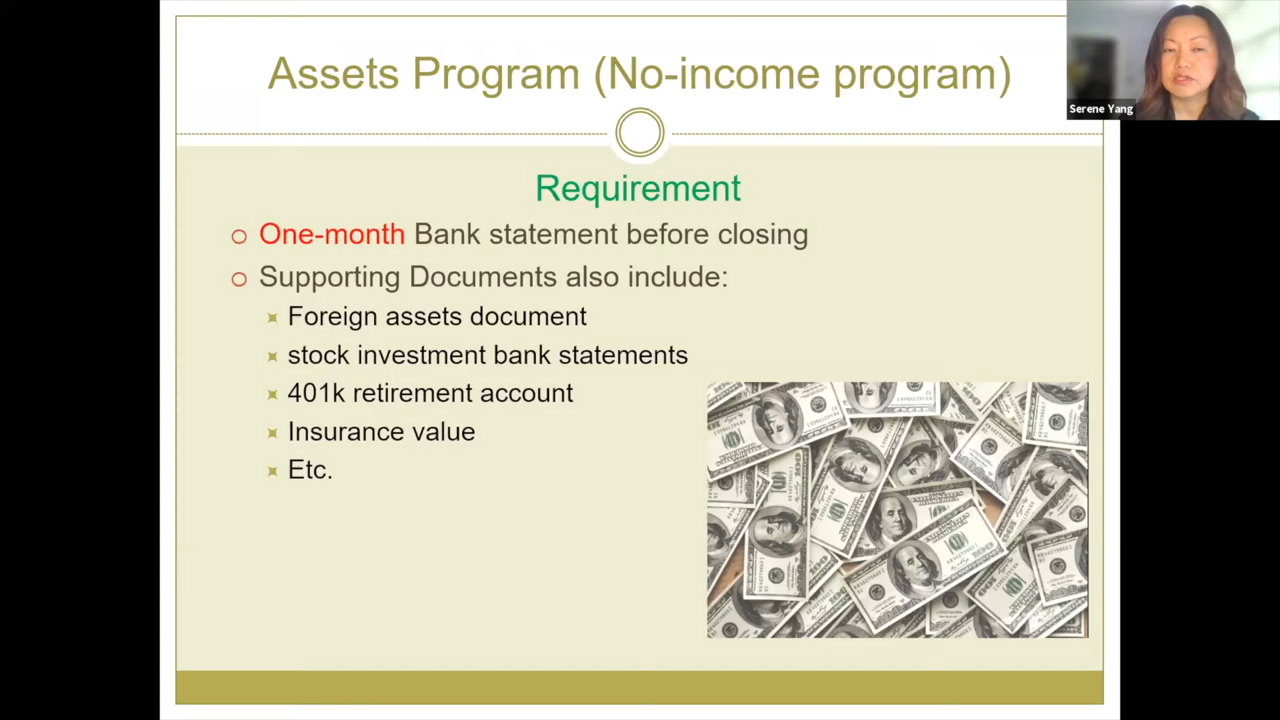 Assets Program (No-income program)
Serene Yang
Requirement
One-month Bank statement before closing
Supporting Documents also include:
Foreign assets document
stock investment bank statements
401k retirement account
Insurance value
Etc.